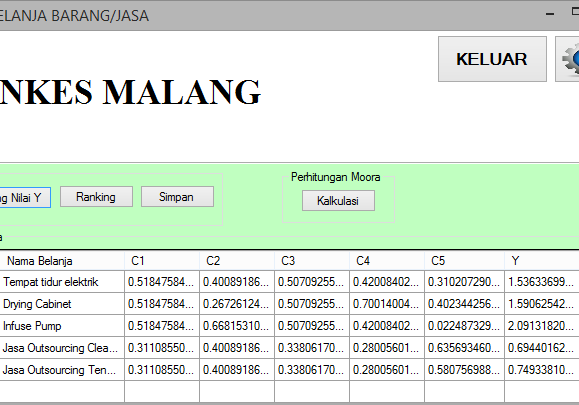 ELANJA BARANG/JASA
KELUAR
NKES MALANG
Perhitungan Moora
g Nilai Y
Ranking
Simpan
Kalkulasi
a
Nama Belanja C1 C2 C3 C4 C5 Y
Tempat tidur elektrik 0.51847584... 0.40089186... 0.50709255... 0.42008402... 0.310207290... 1.53633699...
Drying Cabinet 0.51847584... 0.26726124... 0.50709255... 0.70014004... 0.402344256... 1.59062542...
Infuse Pump 0.51847584... 0.66815310... 0.50709255... 0.42008402... 0.022487329... 2.09131820...
Jasa Outsourcing Clea... 0.31108550... 0.40089186... 0.33806170... 0.28005601... 0.635693460... 0.69440162...
Jasa Outsourcing Ten... 0.31108550... 0.40089186... 0.33806170... 0.28005601... 0.580756988... 0.74933810...